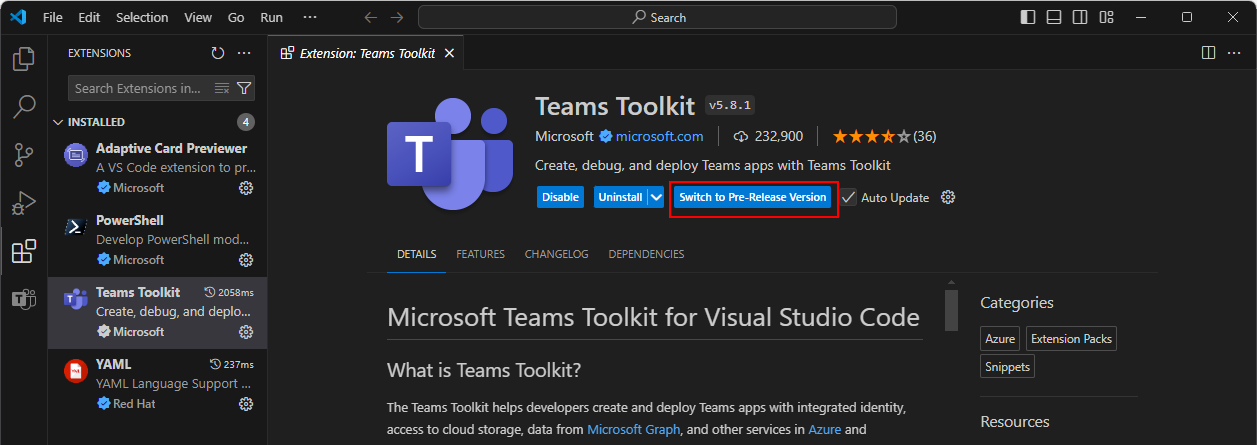 File Edit Selection View Go Run ··· Search
EXTENSIONS
Search Extensions in...
INSTALLED 4
Adaptive Card Previewer
A VS Code extension to pr...
Microsoft
PowerShell
Develop PowerShell mod...
Microsoft
Teams Toolkit 2058ms
Create, debug, and deplo...
Microsoft
YAML 237ms
YAML Language Support ...
Red Hat
Extension: Teams Toolkit
T
Teams Toolkit v5.8.1
Microsoft microsoft.com 232,900 (36)
Create, debug, and deploy Teams apps with Teams Toolkit
Disable Uninstall Switch to Pre-Release Version Auto Update
DETAILS FEATURES CHANGELOG DEPENDENCIES
Microsoft Teams Toolkit for Visual Studio Code
What is Teams Toolkit?
The Teams Toolkit helps developers create and deploy Teams apps with integrated identity,
access to cloud storage, data from Microsoft Graph, and other services in Azure and
Categories
Azure Extension Packs
Snippets
Resources